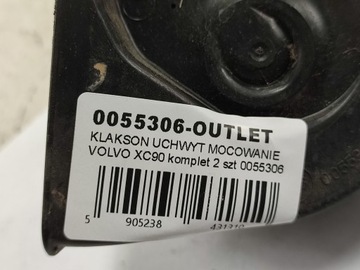 0055306-OUTLET
KLAKSON UCHWYT MOCOWANIE
VOLVO XC90 komplet 2 szt 0055306
5 905238